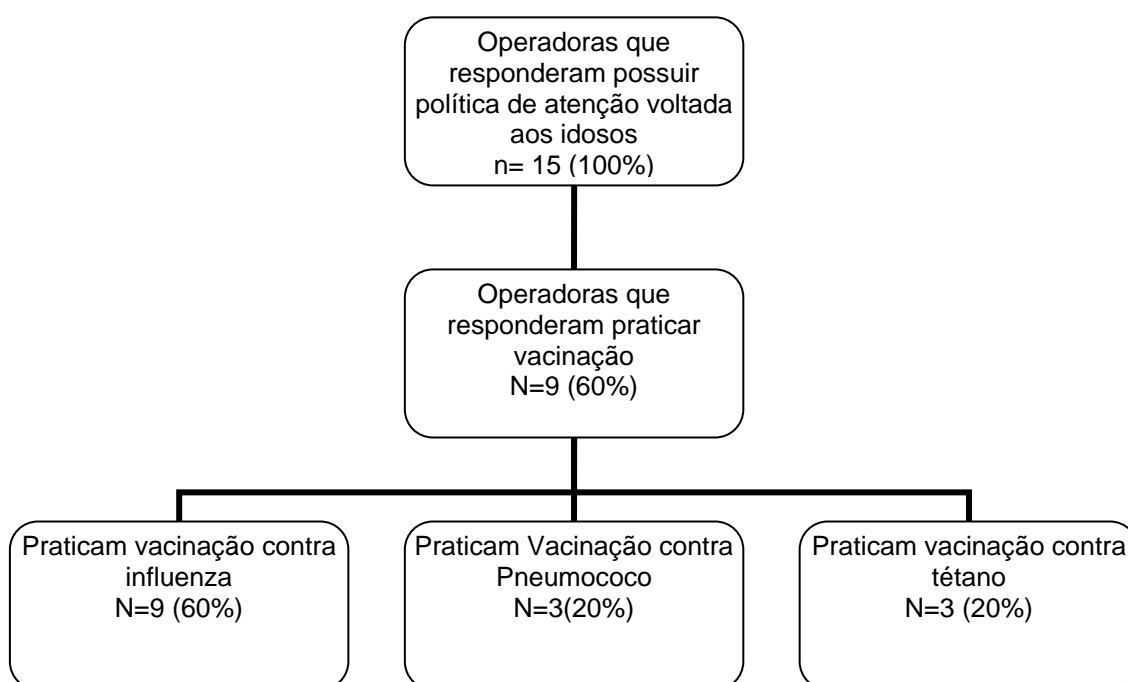 Operadoras que
responderam possuir
política de atenção voltada
aos idosos
n= 15 (100%)
Operadoras que
responderam praticar
vacinação
N=9 (60%)
Praticam vacinação contra
influenza
N=9 (60%)
Praticam Vacinação contra
Pneumococo
N=3(20%)
Praticam vacinação contra
tétano
N=3 (20%)